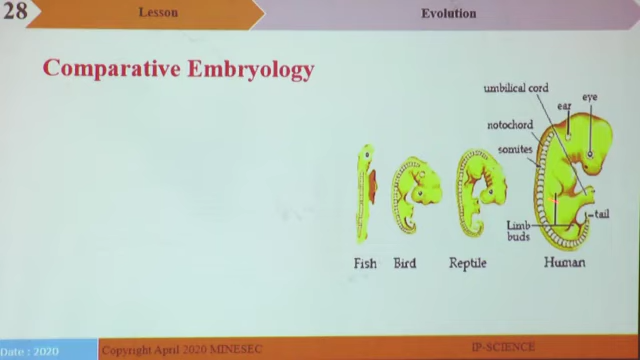 28
Lesson
Evolution
Comparative Embryology
umbilical cord
ear
eye
notochord
somites
tail
Limb
buds
Fish
Bird
Reptile
Human
Date : 2020
Copyright April 2020 MINESEC
IP-SCIENCE